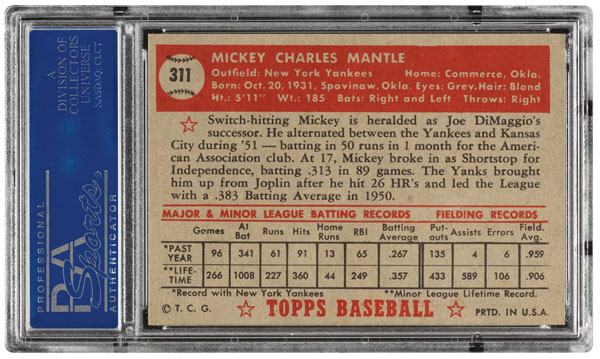 A
DIVISION OF
COLLECTORS
UNIVERSE
NASDAQ: CLCT
PROFESSIONAL
PSA
Sports
AUTHENTICATOR
311
MICKEY CHARLES MANTLE
Outfield: New York Yankees Home: Commerce, Okla.
Born: Oct. 20, 1931, Spavinaw, Okla. Eyes: Grey.Hair: Blond
Ht.: 5'11" Wt.: 185 Bats: Right and Left Throws: Right
Switch-hitting Mickey is heralded as Joe DiMaggio's
successor. He alternated between the Yankees and Kansas
City during '51 — batting in 50 runs in 1 month for the Ameri-
can Association club. At 17, Mickey broke in as Shortstop for
Independence, batting .313 in 89 games. The Yanks brought
him up from Joplin after he hit 26 HR's and led the League
with a .383 Batting Average in 1950.
MAJOR & MINOR LEAGUE BATTING RECORDS FIELDING RECORDS
Games At Bat Runs Hits Home Runs RBI Batting Average Put-outs Assists Errors Field. Avg.
*PAST YEAR 96 341 61 91 13 65 .267 135 4 6 .959
**LIFE-TIME 266 1008 227 360 44 249 .357 433 589 106 .906
*Record with New York Yankees. **Minor League Lifetime Record.
© T. C. G. TOPPS BASEBALL PRTD. IN U.S.A.